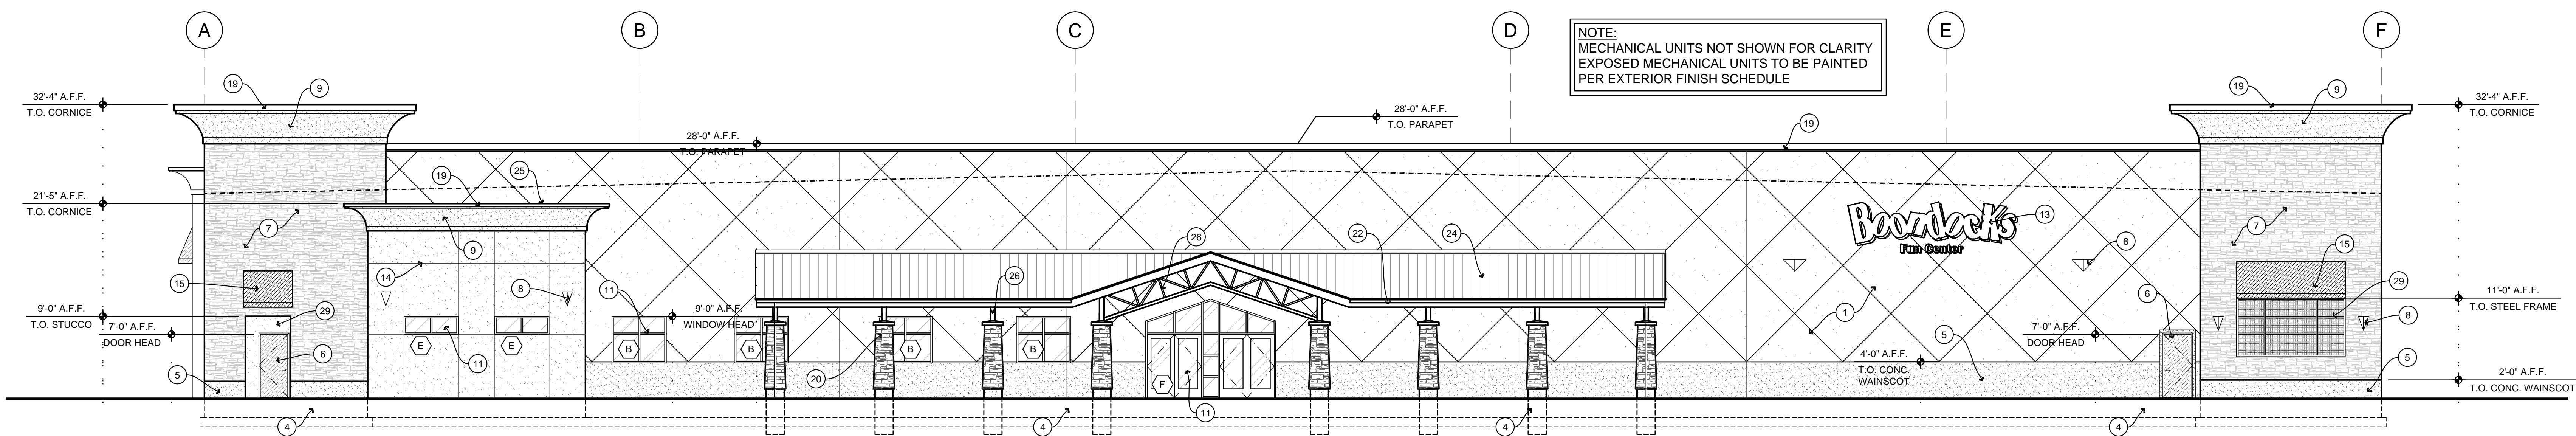 A
B
C
D
E
F
NOTE:
MECHANICAL UNITS NOT SHOWN FOR CLARITY
EXPOSED MECHANICAL UNITS TO BE PAINTED
PER EXTERIOR FINISH SCHEDULE
19
9
32'-4" A.F.F.
T.O. CORNICE
28'-0" A.F.F.
T.O. PARAPET
28'-0" A.F.F.
T.O. PARAPET
19
19
9
32'-4" A.F.F.
T.O. CORNICE
21'-5" A.F.F.
T.O. CORNICE
19
25
9
7
14
15
8
11
9'-0" A.F.F.
T.O. STUCCO
7'-0" A.F.F.
DOOR HEAD
29
6
5
E
E
11
9'-0" A.F.F.
WINDOW HEAD
B
B
B
B
20
26
26
22
24
F
11
Boondocks
Fun Center
13
8
1
7
15
29
8
6
11'-0" A.F.F.
T.O. STEEL FRAME
7'-0" A.F.F.
DOOR HEAD
4'-0" A.F.F.
T.O. CONC.
WAINSCOT
5
5
2'-0" A.F.F.
T.O. CONC. WAINSCOT
4
4
4
4